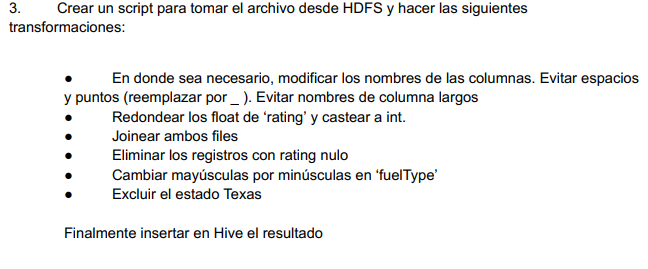 3. Crear un script para tomar el archivo desde HDFS y hacer las siguientes
transformaciones:
● En donde sea necesario, modificar los nombres de las columnas. Evitar espacios
y puntos (reemplazar por _ ). Evitar nombres de columna largos
● Redondear los float de ‘rating’ y castear a int.
● Joinear ambos files
● Eliminar los registros con rating nulo
● Cambiar mayúsculas por minúsculas en ‘fuelType’
● Excluir el estado Texas
Finalmente insertar en Hive el resultado